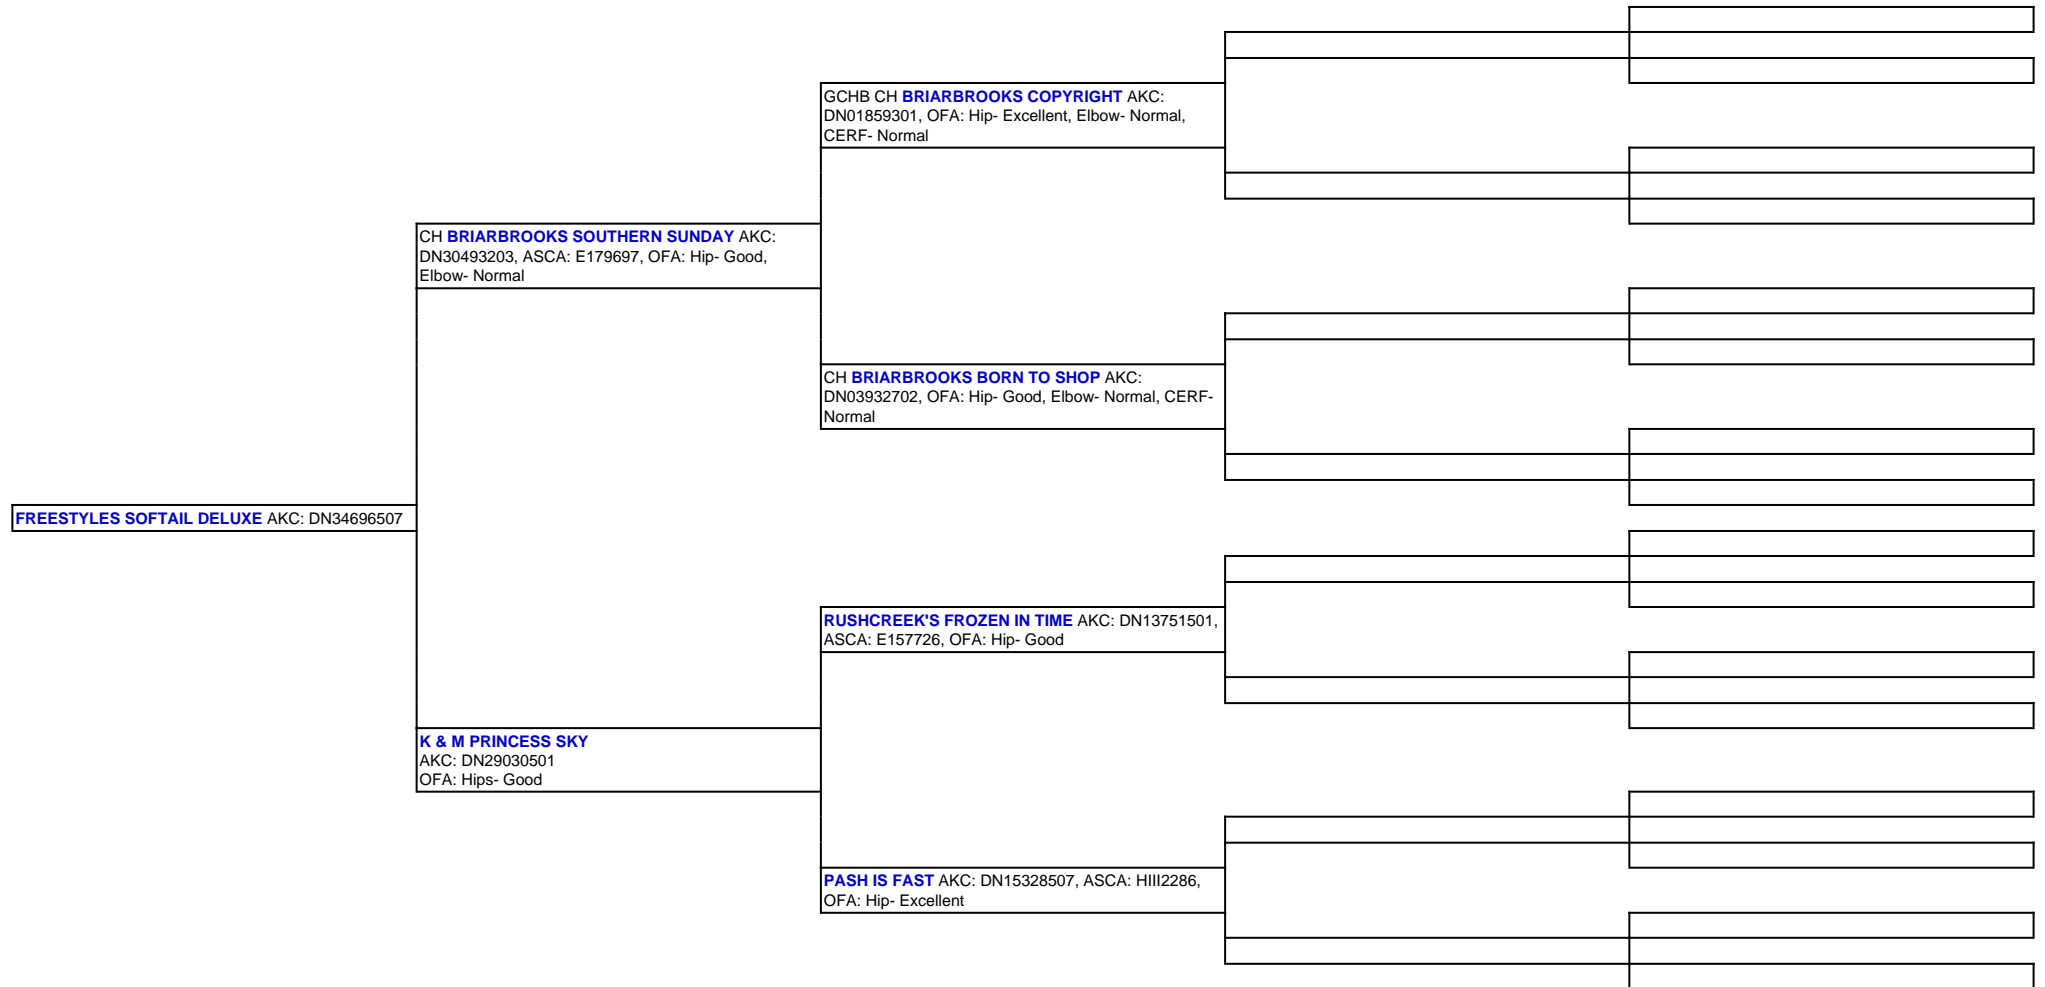 GCHB CH BRIARBROOKS COPYRIGHT AKC:
DN01859301, OFA: Hip- Excellent, Elbow- Normal,
CERF- Normal
CH BRIARBROOKS SOUTHERN SUNDAY AKC:
DN30493203, ASCA: E179697, OFA: Hip- Good,
Elbow- Normal
CH BRIARBROOKS BORN TO SHOP AKC:
DN03932702, OFA: Hip- Good, Elbow- Normal, CERF-
Normal
FREESTYLES SOFTAIL DELUXE AKC: DN34696507
RUSHCREEK'S FROZEN IN TIME AKC: DN13751501,
ASCA: E157726, OFA: Hip- Good
K & M PRINCESS SKY
AKC: DN29030501
OFA: Hips- Good
PASH IS FAST AKC: DN15328507, ASCA: HIII2286,
OFA: Hip- Excellent